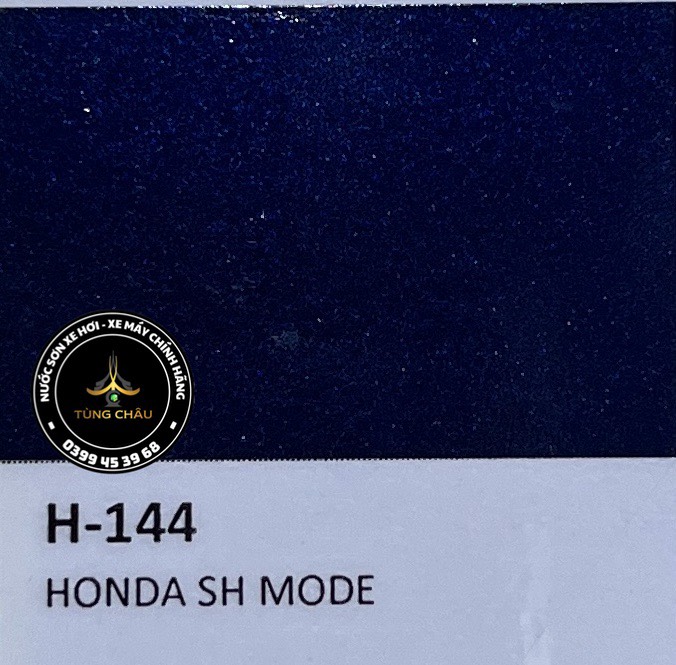 NƯỚC SƠN XE HƠI - XE MÁY CHÍNH HÃNG
TÙNG CHÂU
0399 45 39 68
H-144
HONDA SH MODE